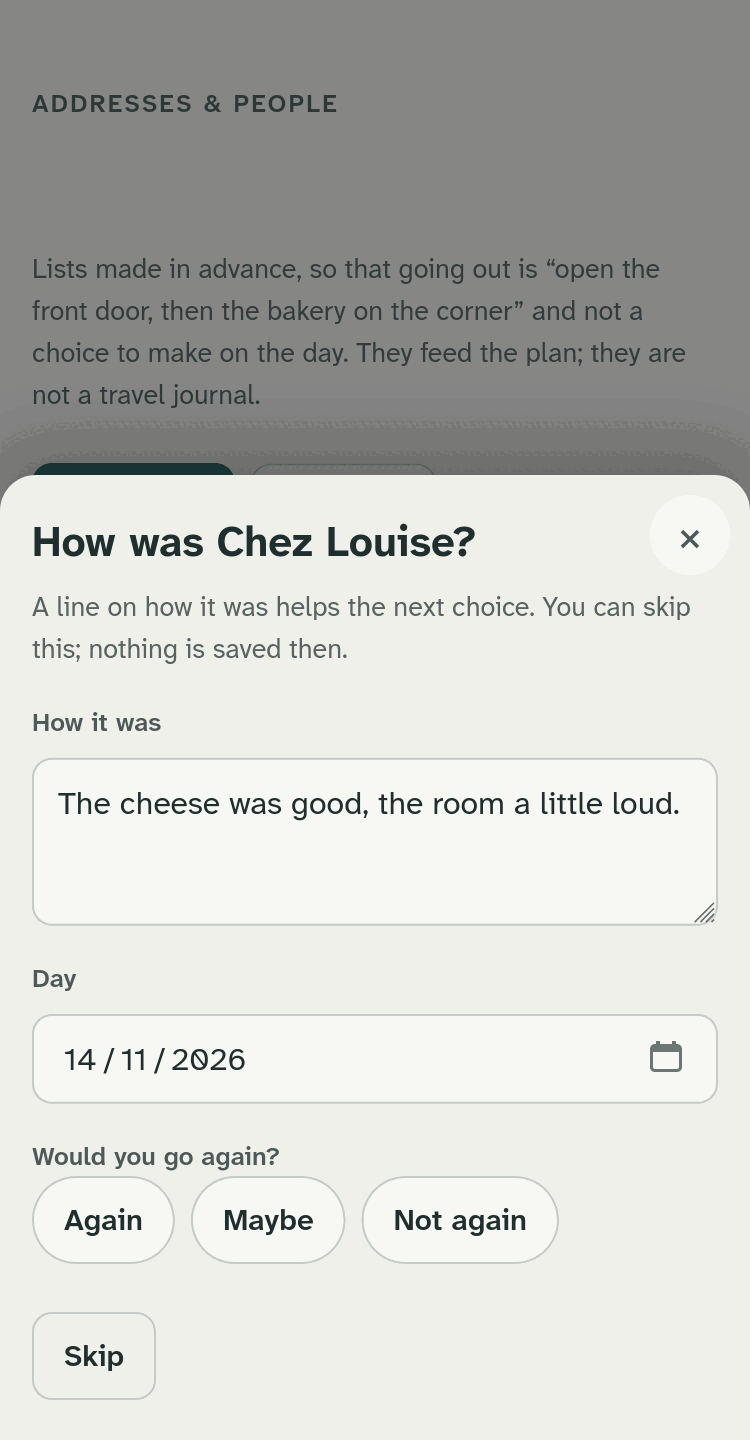 ADDRESSES & PEOPLE
Lists made in advance, so that going out is “open the
front door, then the bakery on the corner” and not a
choice to make on the day. They feed the plan; they are
not a travel journal.
How was Chez Louise?
×
A line on how it was helps the next choice. You can skip
this; nothing is saved then.
How it was
The cheese was good, the room a little loud.
Day
14 / 11 / 2026
Would you go again?
Again Maybe Not again
Skip